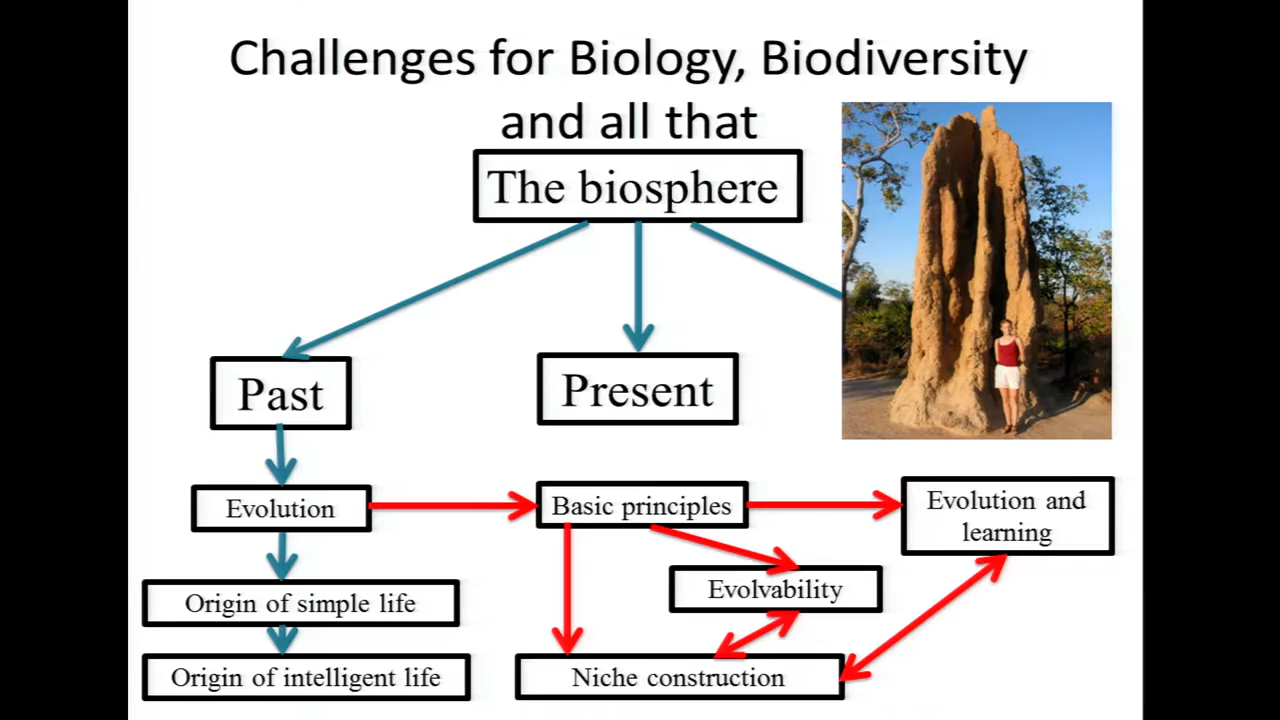 Challenges for Biology, Biodiversity
and all that
The biosphere
Past
Present
Evolution
Basic principles
Evolution and
learning
Evolvability
Origin of simple life
Origin of intelligent life
Niche construction